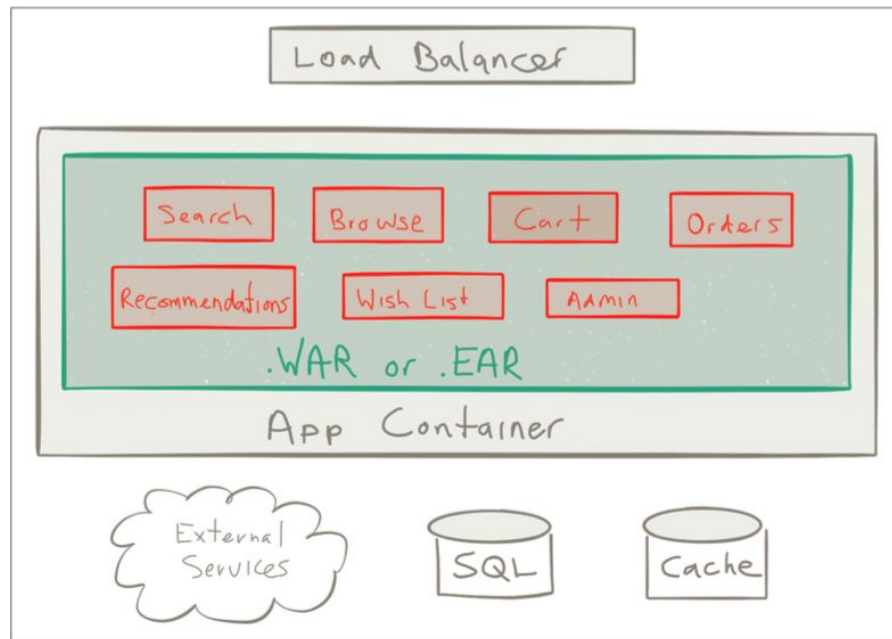 Load Balancer
Search
Browse
Cart
Orders
Recommendations
Wish List
Admin
.WAR or .EAR
App Container
External
Services
SQL
Cache